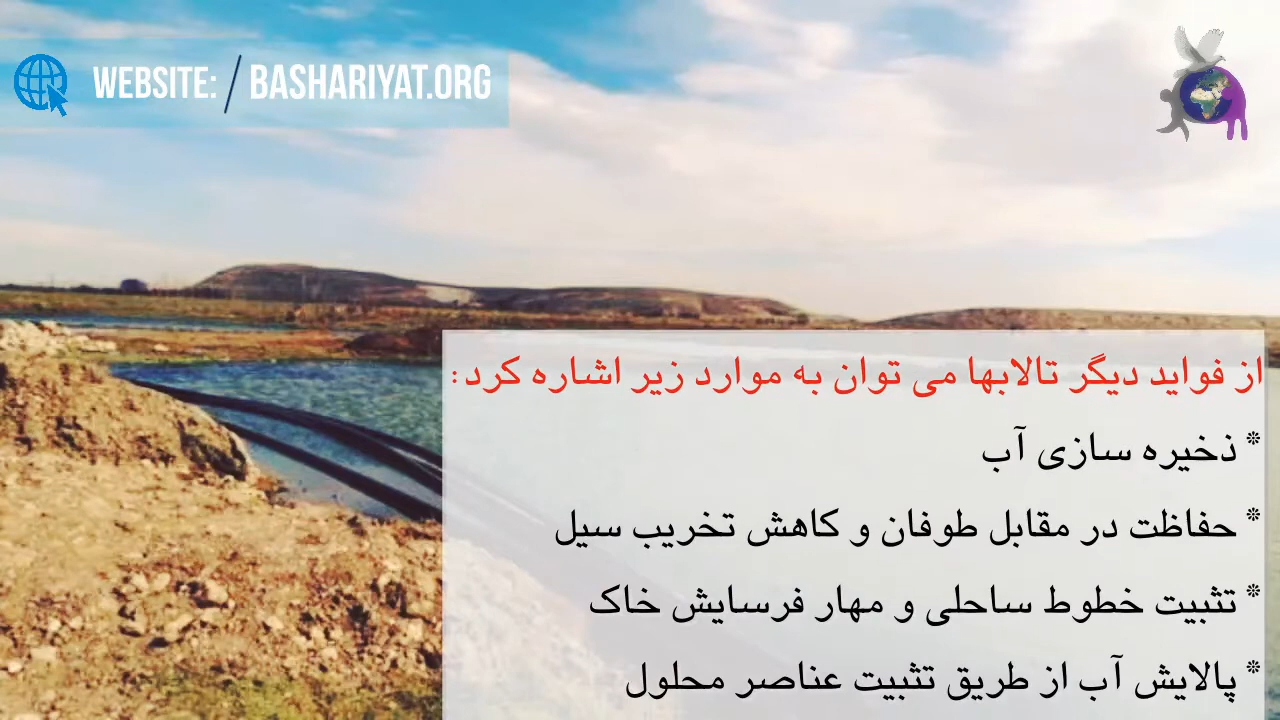 WEBSITE: / BASHARIYAT.ORG
از فواید دیگر تالابها می توان به موارد زیر اشاره کرد:
* ذخیره سازی آب
* حفاظت در مقابل طوفان و کاهش تخریب سیل
* تثبیت خطوط ساحلی و مهار فرسایش خاک
* پالایش آب از طریق تثبیت عناصر محلول